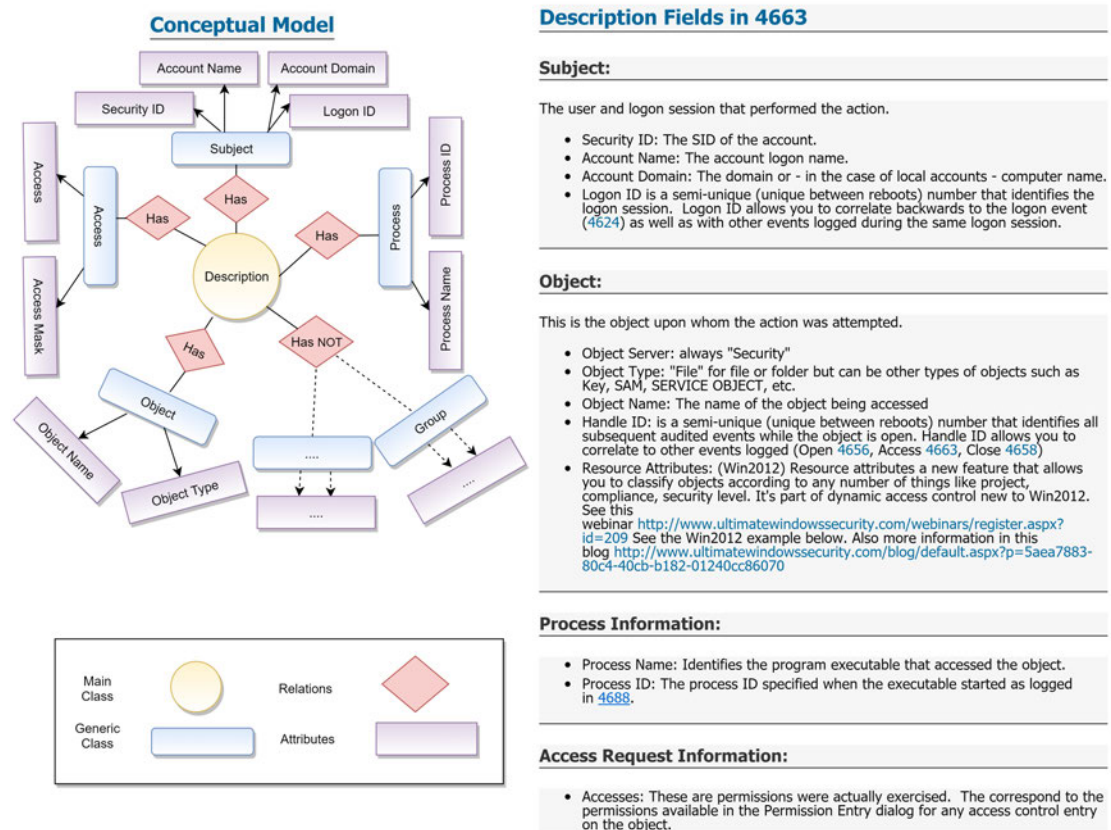 Conceptual Model
Account Name
Account Domain
Security ID
Logon ID
Subject
Access
Access
Access Mask
Has
Has
Has
Process
Process ID
Process Name
Description
Has
Has NOT
Object
Object Name
Object Type
....
....
Group
....
Main
Class
Relations
Generic
Class
Attributes
Description Fields in 4663
Subject:
The user and logon session that performed the action.
• Security ID: The SID of the account.
• Account Name: The account logon name.
• Account Domain: The domain or - in the case of local accounts - computer name.
• Logon ID is a semi-unique (unique between reboots) number that identifies the
logon session. Logon ID allows you to correlate backwards to the logon event
(4624) as well as with other events logged during the same logon session.
Object:
This is the object upon whom the action was attempted.
• Object Server: always "Security"
• Object Type: "File" for file or folder but can be other types of objects such as
Key, SAM, SERVICE OBJECT, etc.
• Object Name: The name of the object being accessed
• Handle ID: is a semi-unique (unique between reboots) number that identifies all
subsequent audited events while the object is open. Handle ID allows you to
correlate to other events logged (Open 4656, Access 4663, Close 4658)
• Resource Attributes: (Win2012) Resource attributes a new feature that allows
you to classify objects according to any number of things like project,
compliance, security level. It's part of dynamic access control new to Win2012.
See this
webinar http://www.ultimatewindowssecurity.com/webinars/register.aspx?
id=209 See the Win2012 example below. Also more information in this
blog http://www.ultimatewindowssecurity.com/blog/default.aspx?p=5aea7883-
80c4-40cb-b182-01240cc86070
Process Information:
• Process Name: Identifies the program executable that accessed the object.
• Process ID: The process ID specified when the executable started as logged
in 4688.
Access Request Information:
• Accesses: These are permissions were actually exercised. The correspond to the
permissions available in the Permission Entry dialog for any access control entry
on the object.